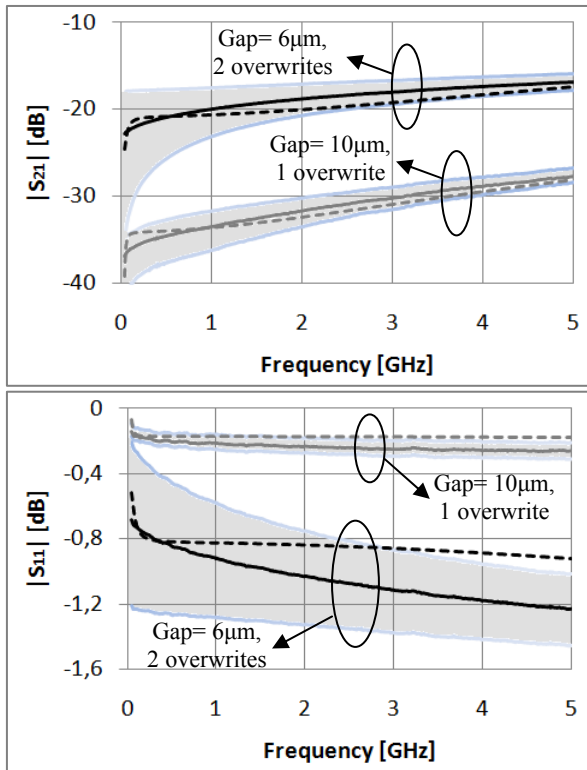 -10
-20
-30
-40
|S21| [dB]
Gap= 6μm,
2 overwrites
Gap= 10μm,
1 overwrite
0 1 2 3 4 5
Frequency [GHz]
0
-0,4
-0,8
-1,2
-1,6
|S11| [dB]
Gap= 10μm,
1 overwrite
Gap= 6μm,
2 overwrites
0 1 2 3 4 5
Frequency [GHz]